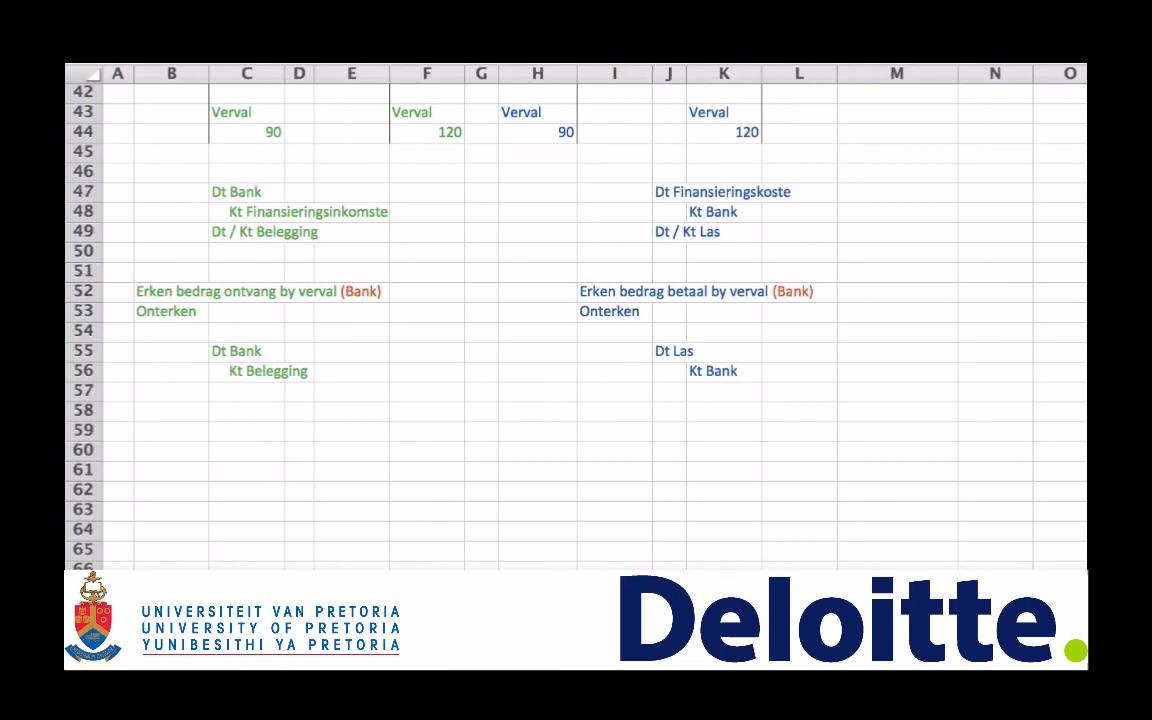 A B C D E F G H I J K L M N O
42
43 Verval Verval Verval Verval
44 90 120 90 120
45
46
47 Dt Bank Dt Finansieringskoste
48 Kt Finansieringsinkomste Kt Bank
49 Dt / Kt Belegging Dt / Kt Las
50
51
52 Erken bedrag ontvang by verval (Bank) Erken bedrag betaal by verval (Bank)
53 Onterken Onterken
54
55 Dt Bank Dt Las
56 Kt Belegging Kt Bank
57
58
59
60
61
62
63
64
65
66
UNIVERSITEIT VAN PRETORIA
UNIVERSITY OF PRETORIA
YUNIBESITHI YA PRETORIA
Deloitte.